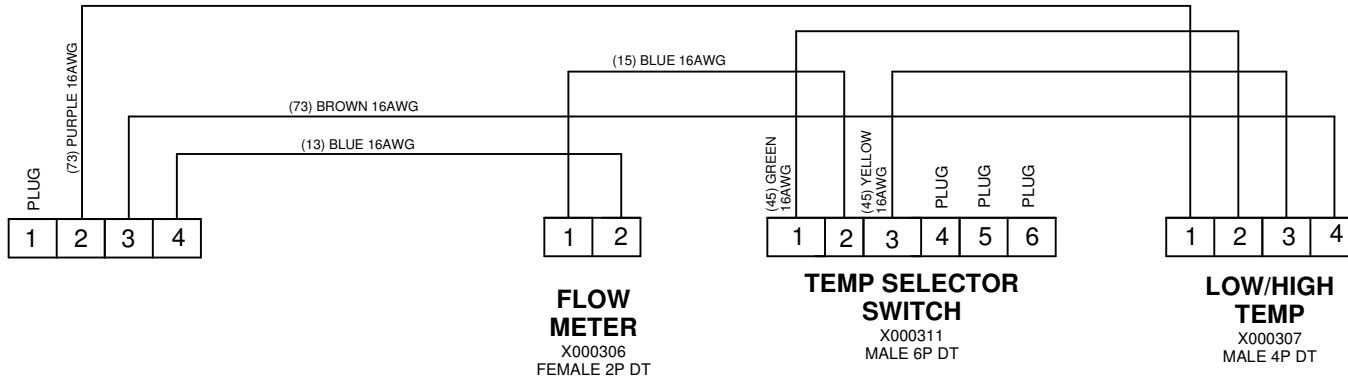 (73) PURPLE 16AWG
(15) BLUE 16AWG
(73) BROWN 16AWG
(13) BLUE 16AWG
PLUG
(45) GREEN
16AWG
(45) YELLOW
16AWG
PLUG
PLUG
PLUG
1 2 3 4
1 2
1 2 3 4 5 6
1 2 3 4
FLOW
METER
X000306
FEMALE 2P DT
TEMP SELECTOR
SWITCH
X000311
MALE 6P DT
LOW/HIGH
TEMP
X000307
MALE 4P DT